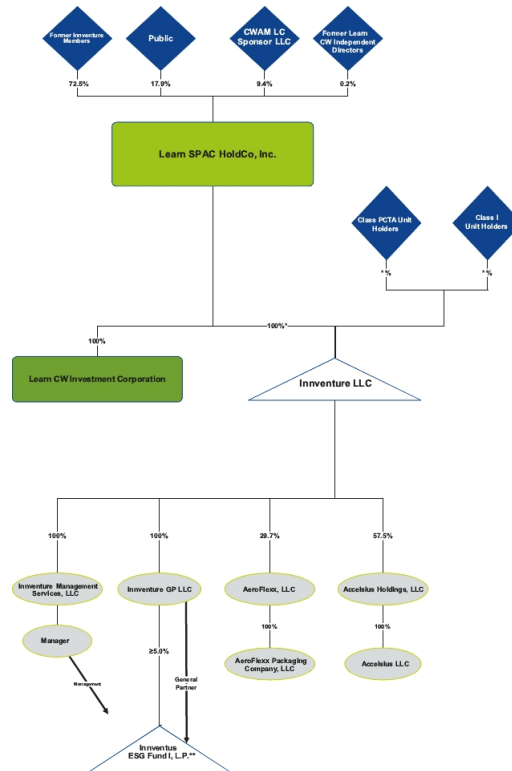 Former Innventure
Members
Public
CWAM LC
Sponsor LLC
Former Learn
CW Independent
Directors
72.5%
17.9%
9.4%
0.2%
Learn SPAC HoldCo, Inc.
Class PCTA Unit
Holders
Class I
Unit Holders
*%
*%
100%
100%*
Learn CW Investment Corporation
Innventure LLC
100%
100%
29.7%
57.5%
Innventure Management
Services, LLC
Innventure GP LLC
AeroFlexx, LLC
Accelsius Holdings, LLC
100%
100%
Manager
AeroFlexx Packaging
Company, LLC
Accelsius LLC
≥5.0%
General
Partner
Management
Innventus
ESG Fund I, L.P.**